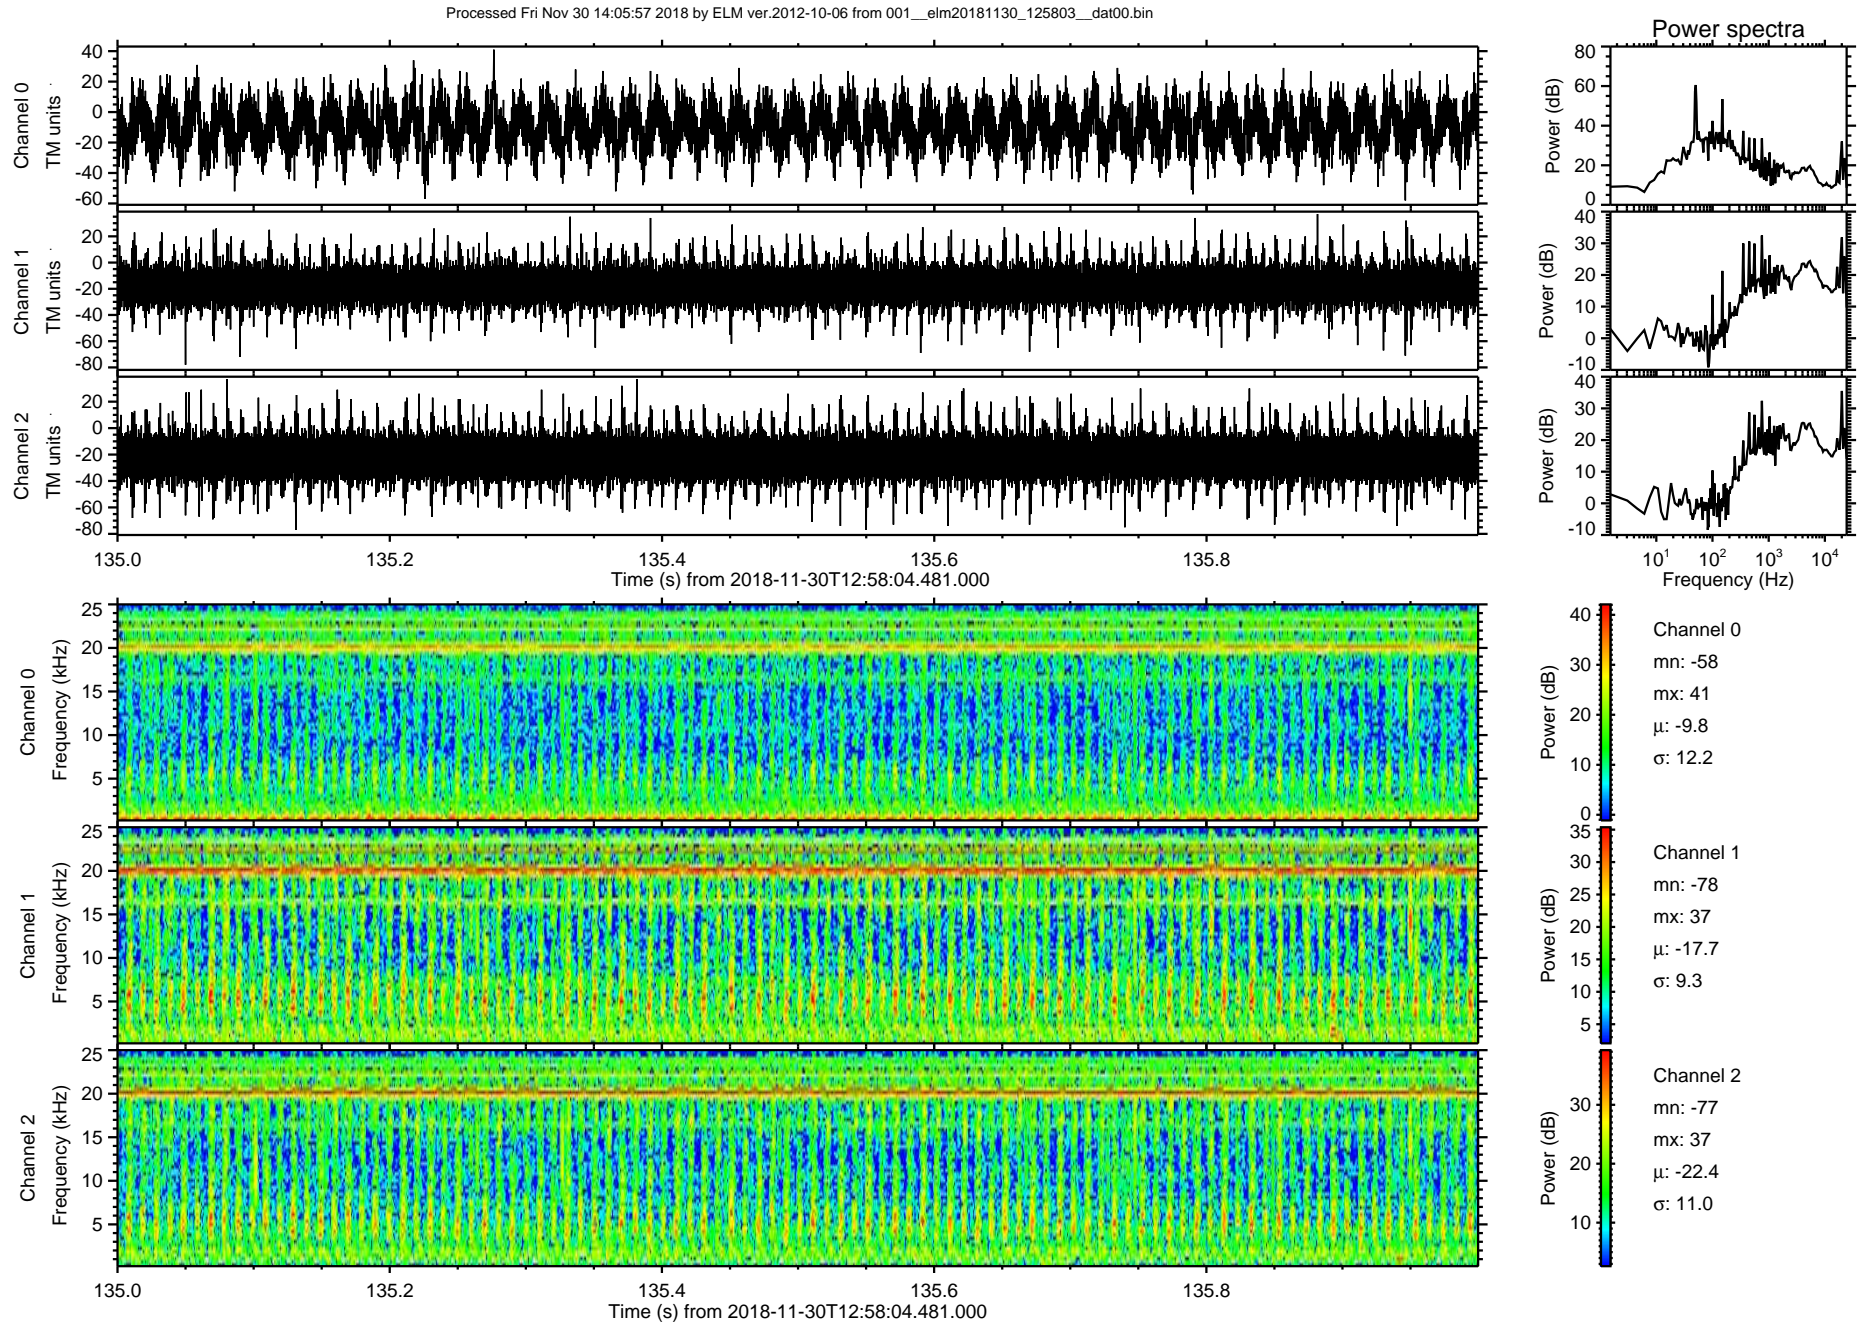 Processed Fri Nov 30 14:05:57 2018 by ELM ver.2012-10-06 from 001__elm20181130_125803__dat00.bin
Power spectra
Channel 0
TM units
40
20
0
-20
-40
-60
Power (dB)
80
60
40
20
0
Channel 1
TM units
20
0
-20
-40
-60
-80
Power (dB)
40
30
20
10
0
-10
Channel 2
TM units
20
0
-20
-40
-60
-80
Power (dB)
40
30
20
10
0
-10
135.0 135.2 135.4 135.6 135.8
Time (s) from 2018-11-30T12:58:04.481.000
10¹ 10² 10³ 10⁴
Frequency (Hz)
Channel 0
Frequency (kHz)
25
20
15
10
5
Power (dB)
40
30
20
10
0
Channel 0
mn: -58
mx: 41
μ: -9.8
σ: 12.2
Channel 1
Frequency (kHz)
25
20
15
10
5
Power (dB)
35
30
25
20
15
10
5
Channel 1
mn: -78
mx: 37
μ: -17.7
σ: 9.3
Channel 2
Frequency (kHz)
25
20
15
10
5
Power (dB)
30
20
10
Channel 2
mn: -77
mx: 37
μ: -22.4
σ: 11.0
135.0 135.2 135.4 135.6 135.8
Time (s) from 2018-11-30T12:58:04.481.000